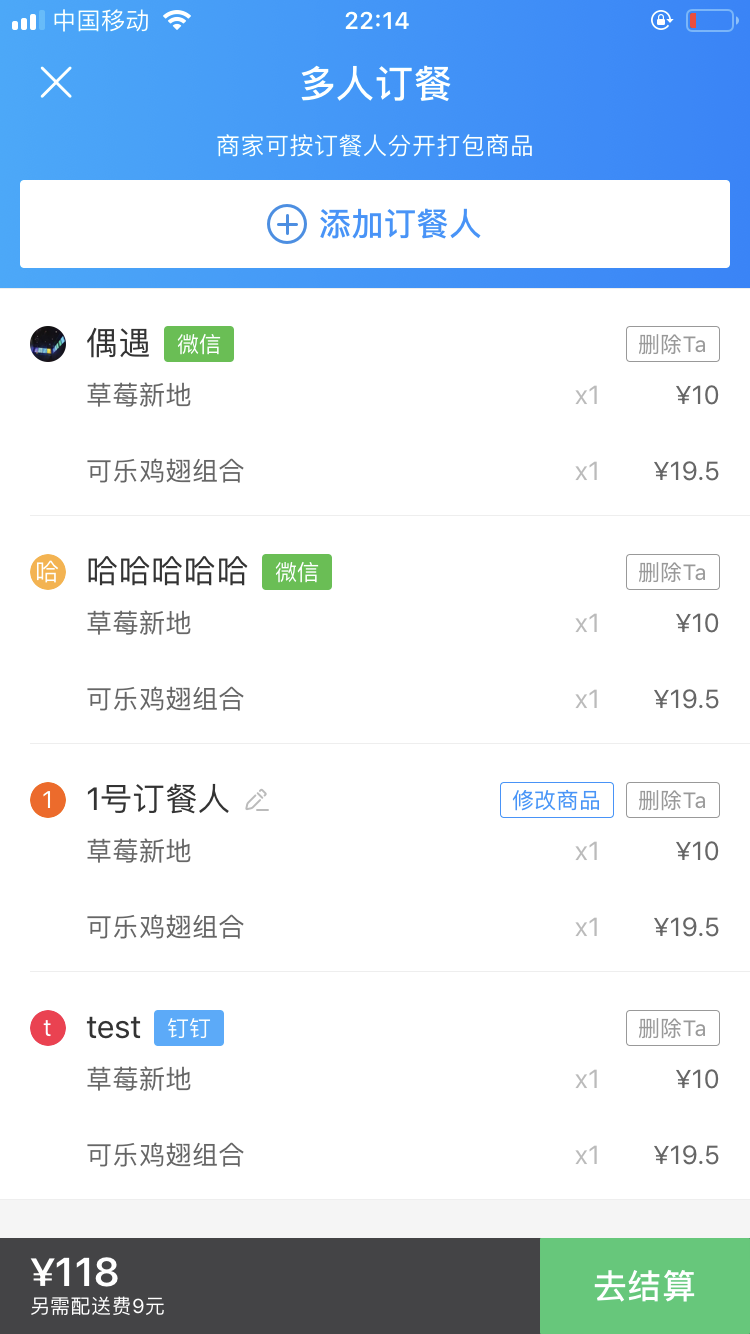 中国移动 22:14
多人订餐
商家可按订餐人分开打包商品
添加订餐人
偶遇 微信 删除Ta
草莓新地 x1 ¥10
可乐鸡翅组合 x1 ¥19.5
哈 哈哈哈哈哈 微信 删除Ta
草莓新地 x1 ¥10
可乐鸡翅组合 x1 ¥19.5
1 1号订餐人 修改商品 删除Ta
草莓新地 x1 ¥10
可乐鸡翅组合 x1 ¥19.5
t test 钉钉 删除Ta
草莓新地 x1 ¥10
可乐鸡翅组合 x1 ¥19.5
¥118
另需配送费9元
去结算